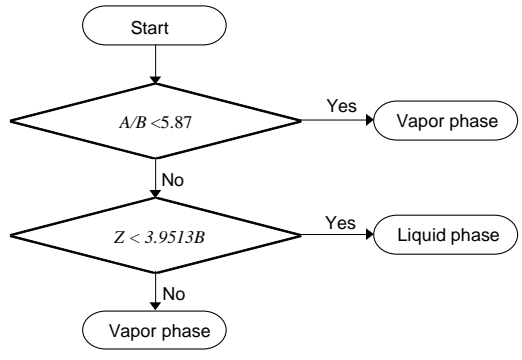 Start
A/B <5.87
Yes
Vapor phase
No
Z < 3.9513B
Yes
Liquid phase
No
Vapor phase